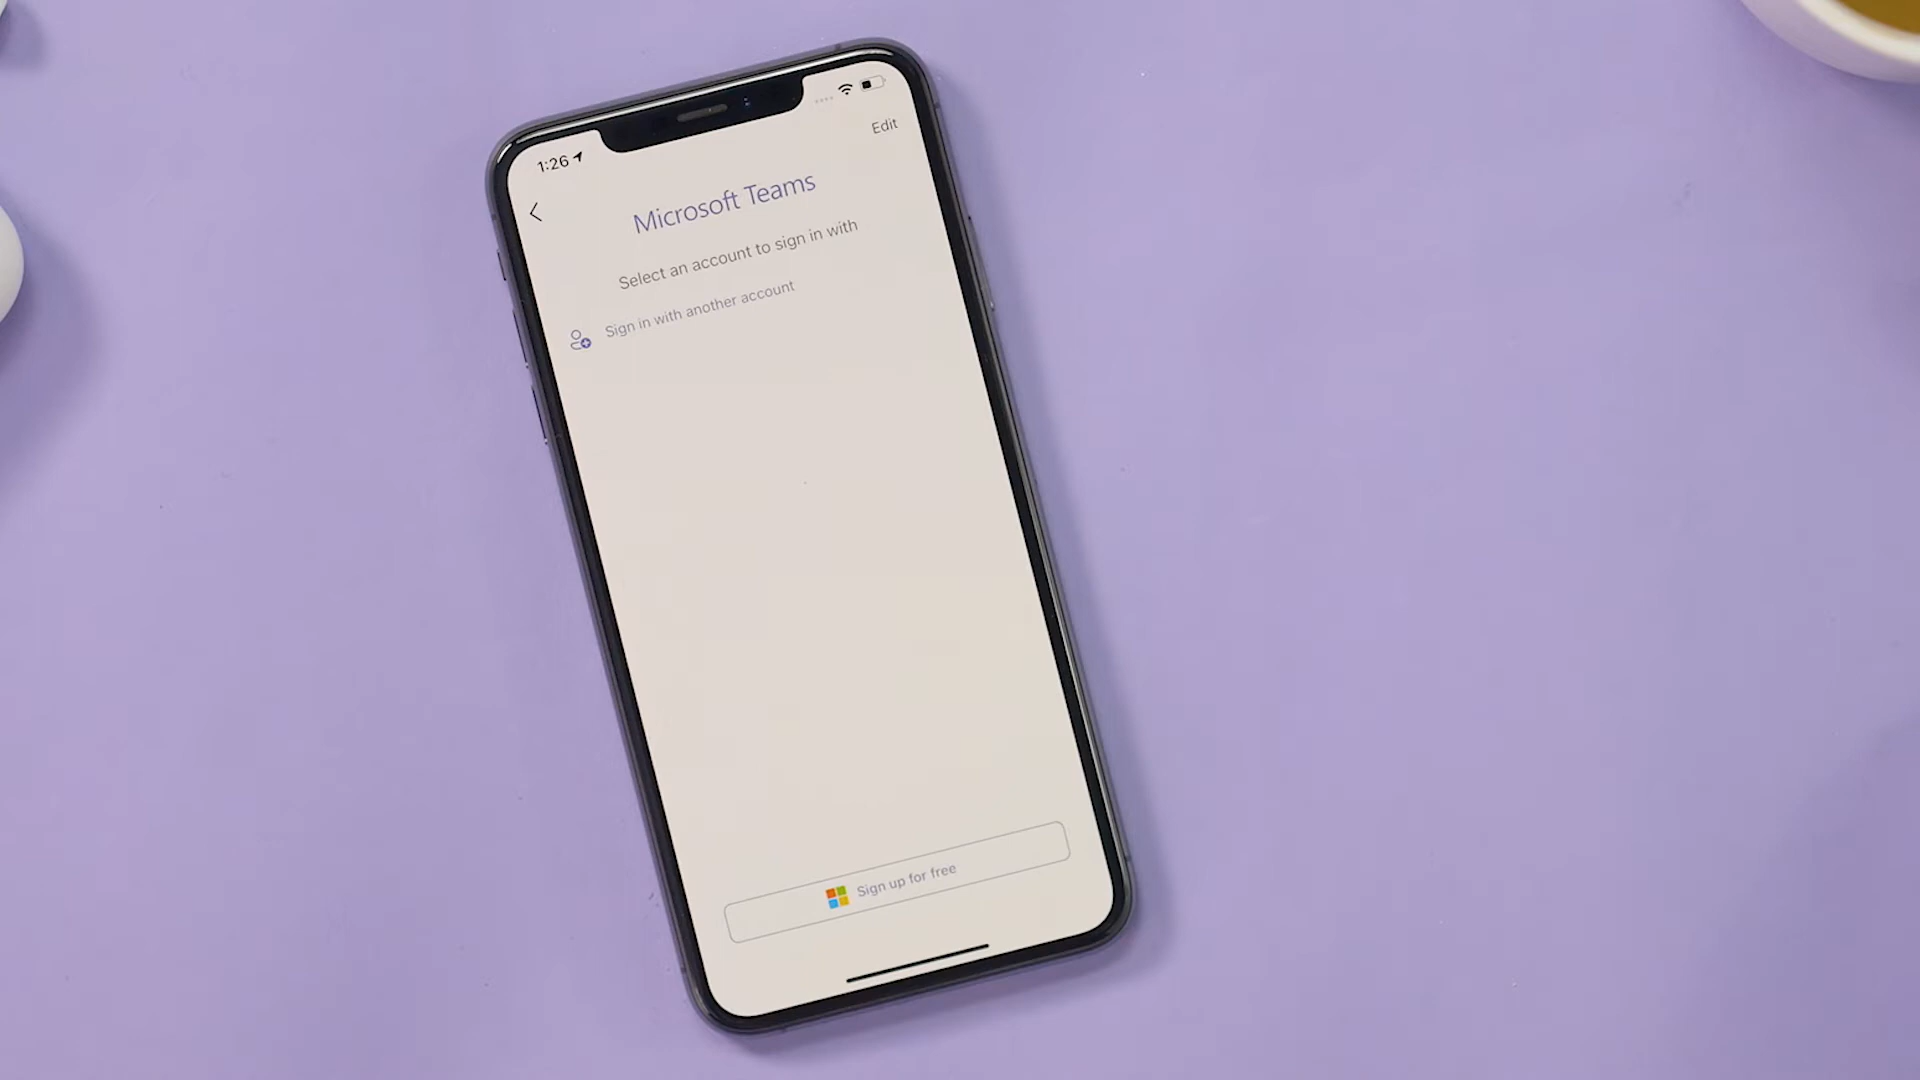 1:26
Edit
Microsoft Teams
Select an account to sign in with
Sign in with another account
Sign up for free